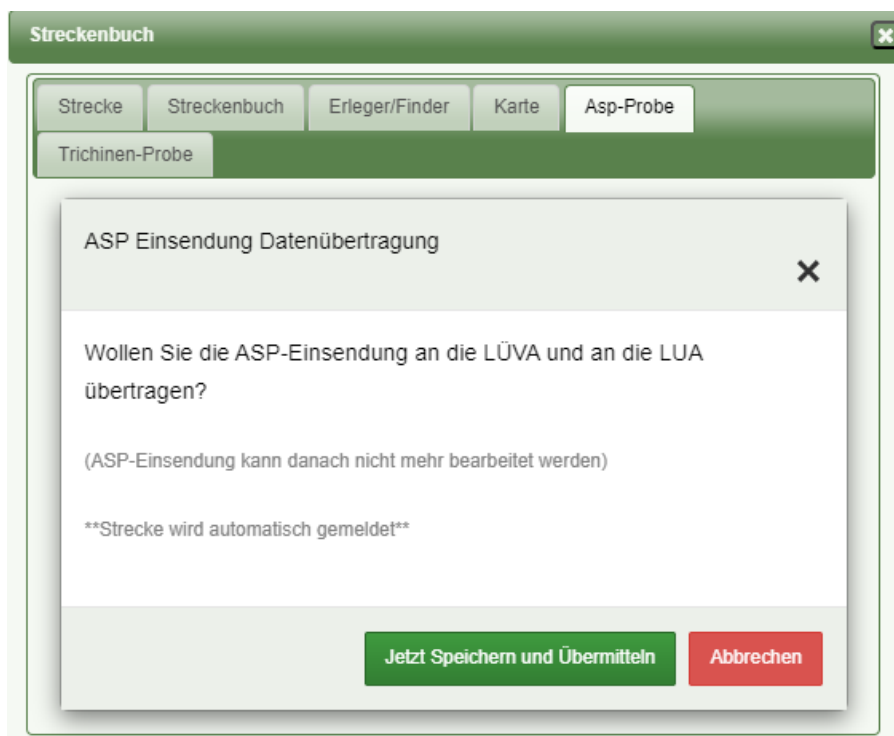 Streckenbuch
Strecke Streckenbuch Erleger/Finder Karte Asp-Probe
Trichinen-Probe
ASP Einsendung Datenübertragung
Wollen Sie die ASP-Einsendung an die LÜVA und an die LUA
übertragen?
(ASP-Einsendung kann danach nicht mehr bearbeitet werden)
**Strecke wird automatisch gemeldet**
Jetzt Speichern und Übermitteln Abbrechen